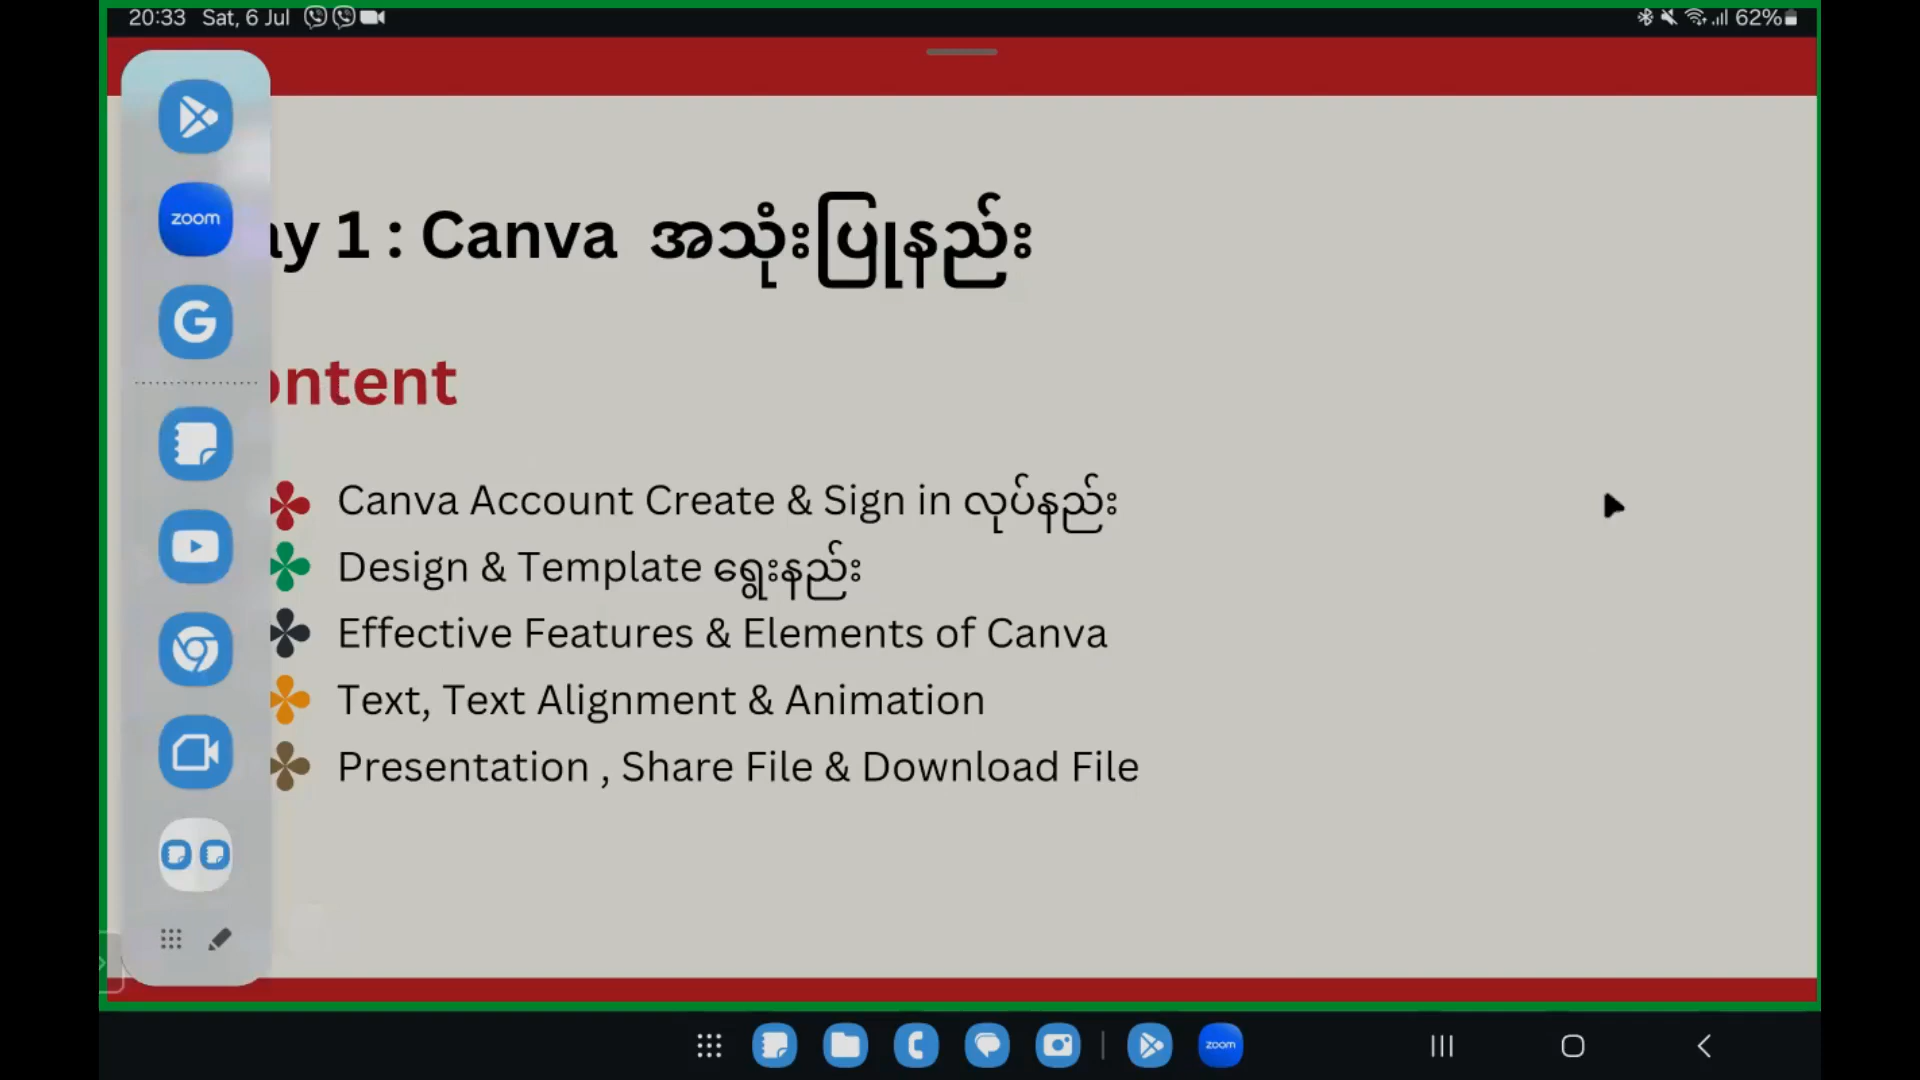 20:33 Sat, 6 Jul
62%
zoom
ay 1 : Canva အသုံးပြုနည်း
ontent
Canva Account Create & Sign in လုပ်နည်း
Design & Template ရွေးနည်း
Effective Features & Elements of Canva
Text, Text Alignment & Animation
Presentation , Share File & Download File
zoom